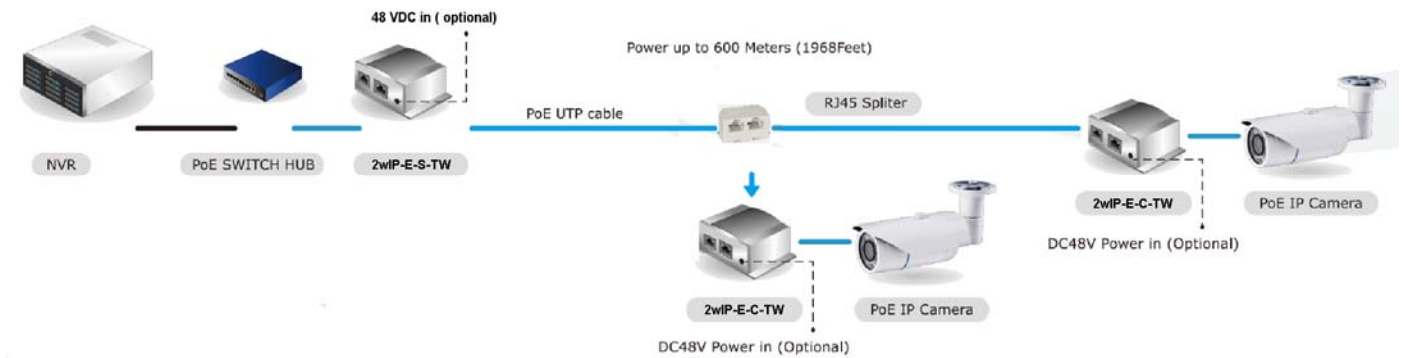 48 VDC in ( optional)
Power up to 600 Meters (1968Feet)
RJ45 Spliter
PoE UTP cable
NVR
PoE SWITCH HUB
2wIP-E-S-TW
2wIP-E-C-TW
PoE IP Camera
DC48V Power in (Optional)
2wIP-E-C-TW
PoE IP Camera
DC48V Power in (Optional)